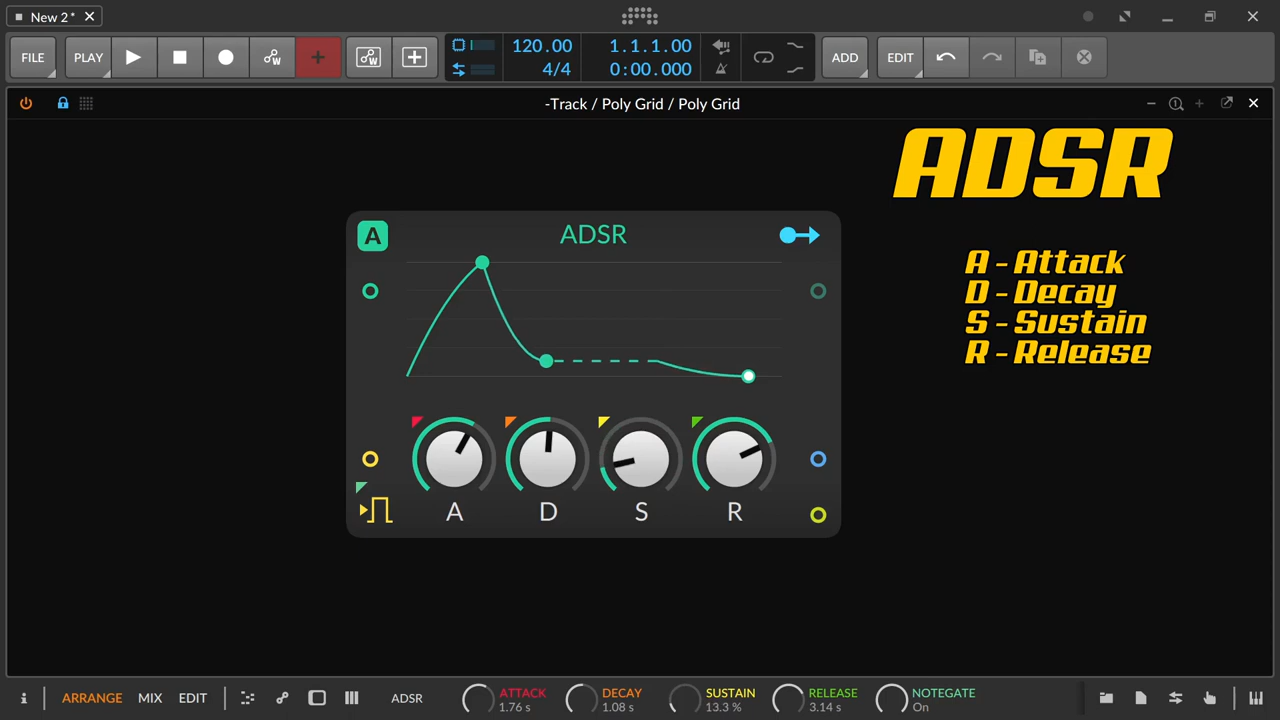 New 2*
FILE
PLAY
120.00
4/4
1.1.1.00
0:00.000
ADD
EDIT
-Track / Poly Grid / Poly Grid
ADSR
A - Attack
D - Decay
S - Sustain
R - Release
A
ADSR
A
D
S
R
ARRANGE
MIX
EDIT
ADSR
ATTACK
1.76 s
DECAY
1.08 s
SUSTAIN
13.3 %
RELEASE
3.14 s
NOTEGATE
On